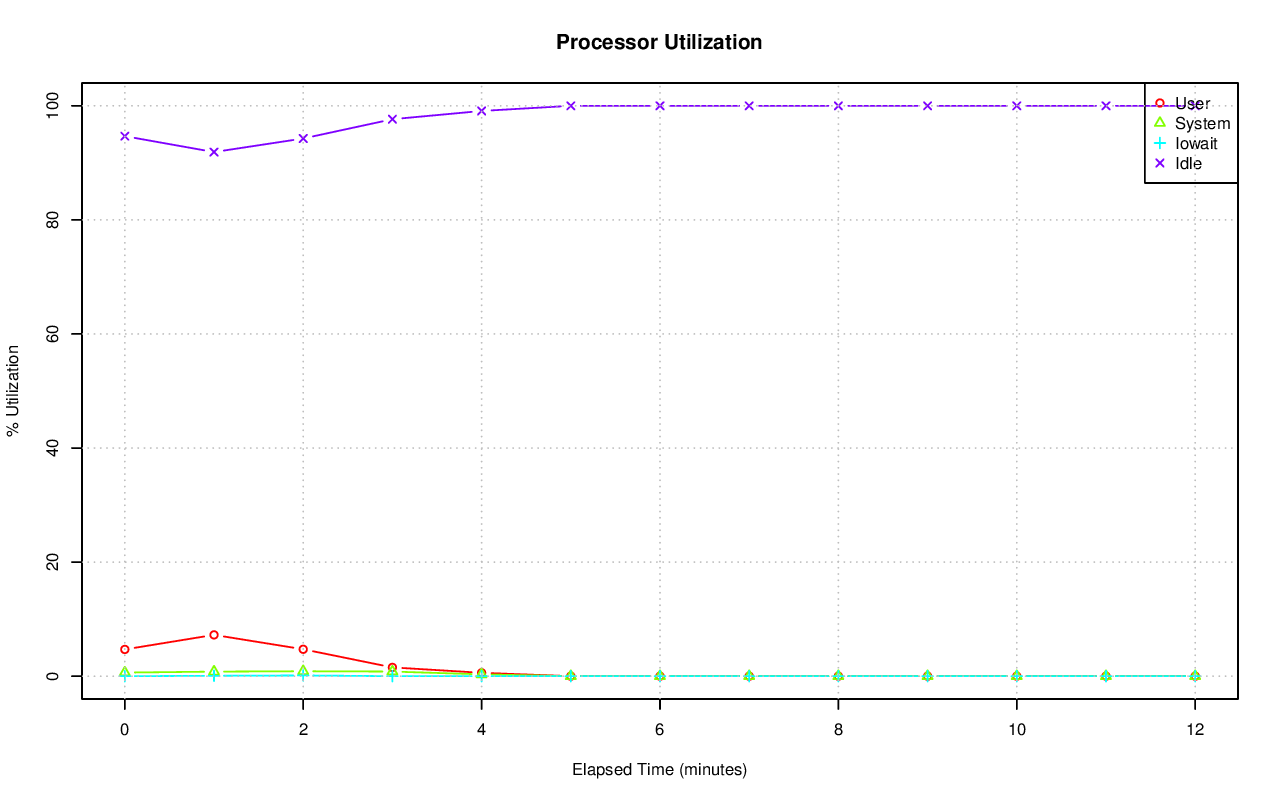 Processor Utilization
% Utilization
100
80
60
40
20
0
User
System
Iowait
Idle
0 2 4 6 8 10 12
Elapsed Time (minutes)